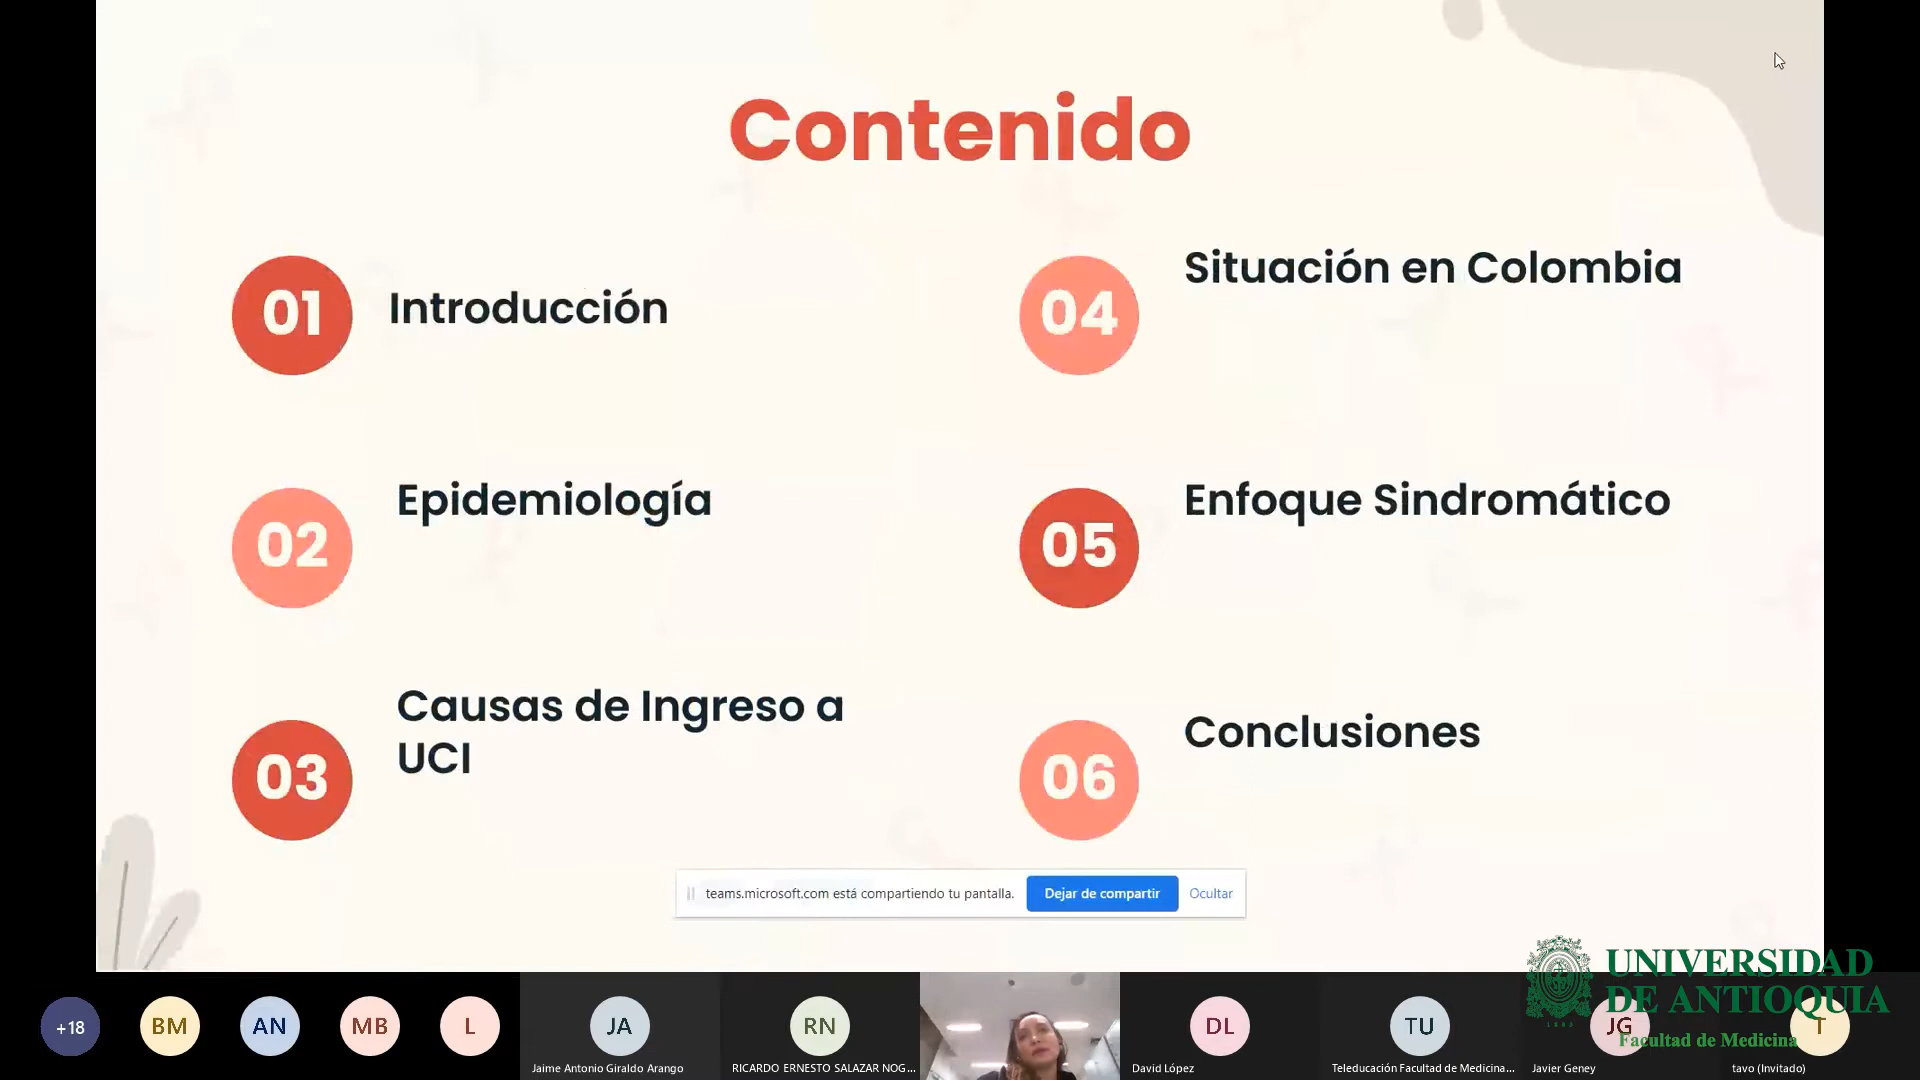 Contenido
01
Introducción
02
Epidemiología
03
Causas de Ingreso a
UCI
04
Situación en Colombia
05
Enfoque Sindromático
06
Conclusiones
teams.microsoft.com está compartiendo tu pantalla.
Dejar de compartir
Ocultar
+18
BM
AN
MB
L
JA
Jaime Antonio Giraldo Arango
RN
RICARDO ERNESTO SALAZAR NOG...
DL
David López
TU
Teleducación Facultad de Medicina...
JG
Javier Geney
T
tavo (Invitado)
UNIVERSIDAD
DE ANTIOQUIA
1803
Facultad de Medicina